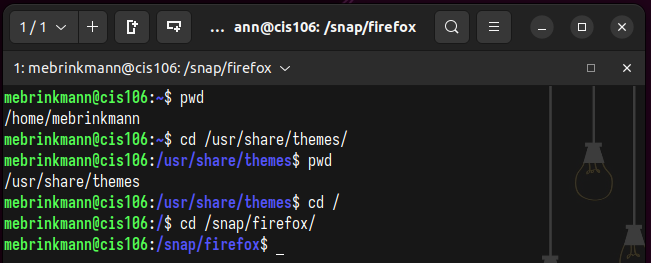 1 / 1 ... ann@cis106: /snap/firefox
1: mebrinkmann@cis106: /snap/firefox
mebrinkmann@cis106:~$ pwd
/home/mebrinkmann
mebrinkmann@cis106:~$ cd /usr/share/themes/
mebrinkmann@cis106:/usr/share/themes$ pwd
/usr/share/themes
mebrinkmann@cis106:/usr/share/themes$ cd /
mebrinkmann@cis106:/$ cd /snap/firefox/
mebrinkmann@cis106:/snap/firefox$ _